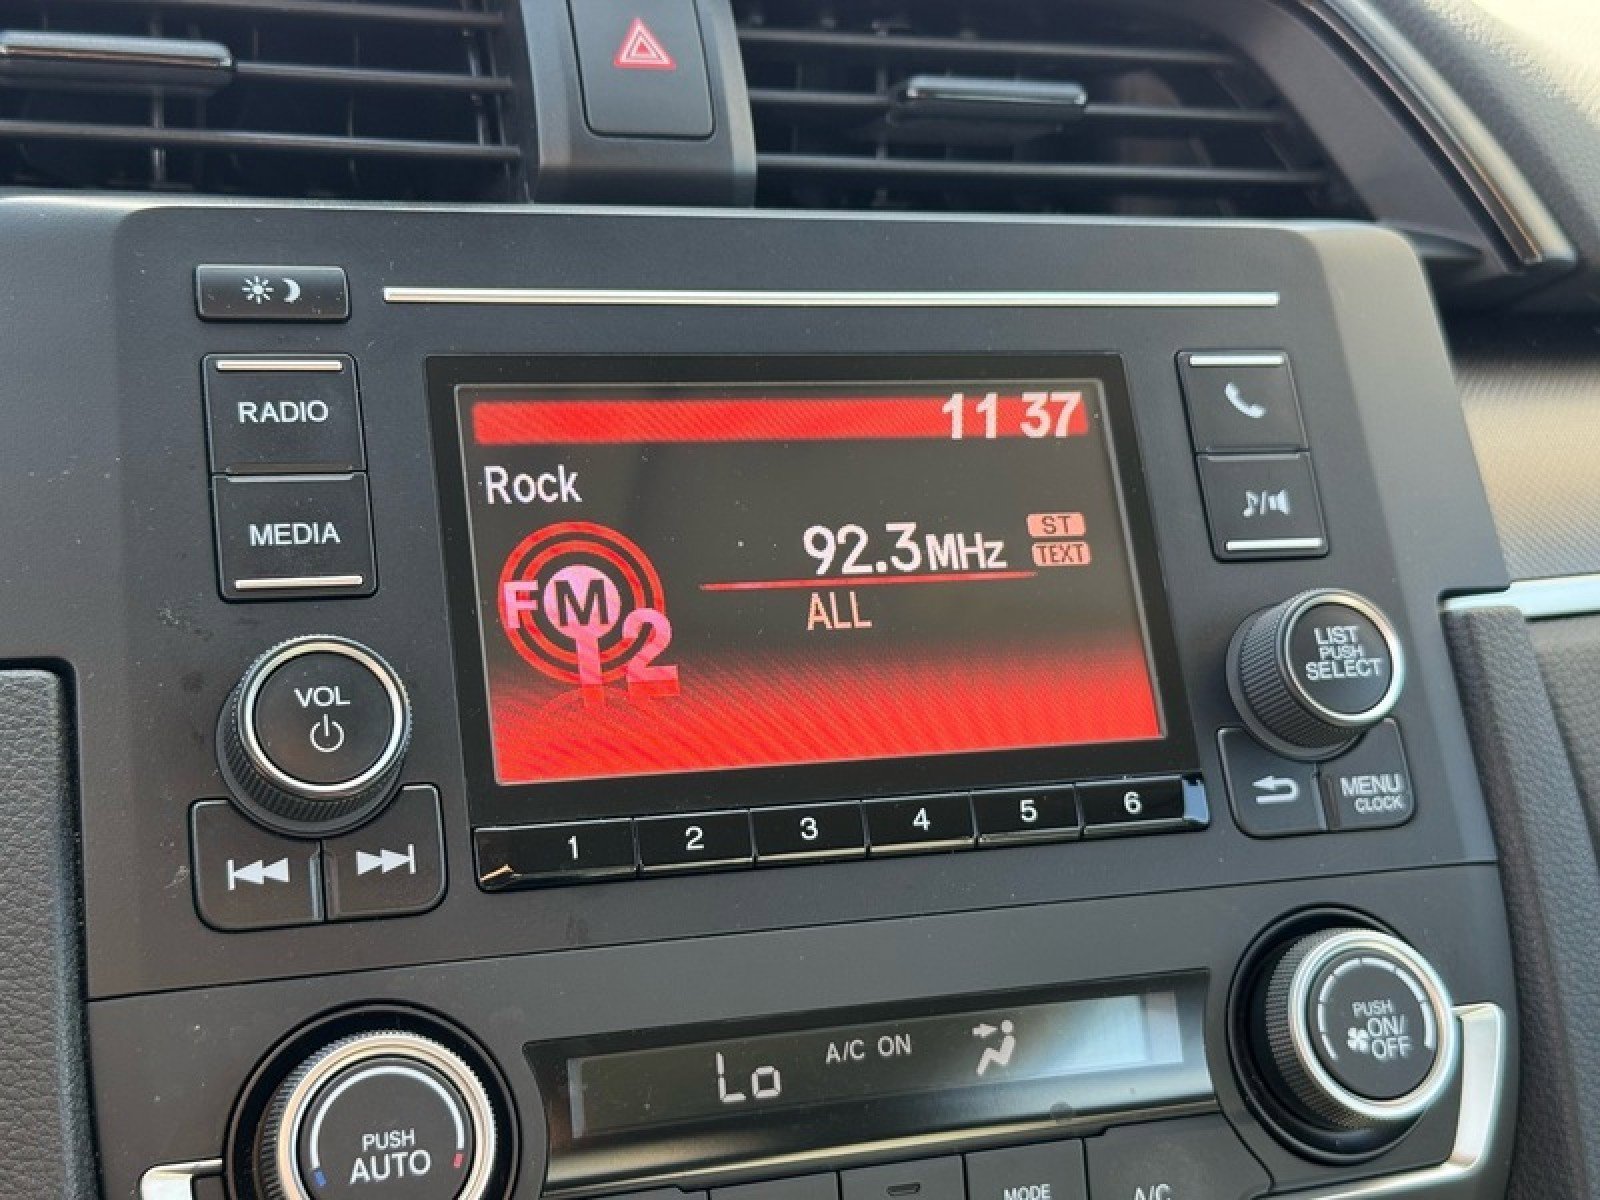 RADIO
MEDIA
11 37
Rock
92.3MHz
ST
TEXT
FM
2
ALL
VOL
LIST
PUSH
SELECT
MENU
CLOCK
1 2 3 4 5 6
Lo
A/C ON
PUSH
AUTO
PUSH
ON/
OFF
MODE
A/C